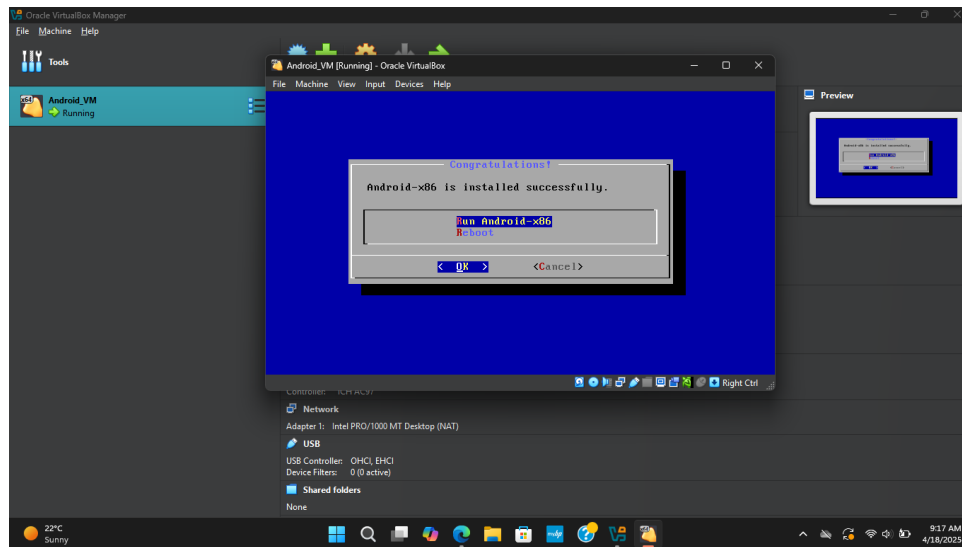 Oracle VirtualBox Manager
File Machine Help
Tools
Android_VM
Running
Android_VM [Running] - Oracle VirtualBox
File Machine View Input Devices Help
Congratulations!
Android-x86 is installed successfully.
Run Android-x86
Reboot
< OK > <Cancel>
Right Ctrl
Preview
Controller: ICH AC97
Network
Adapter 1: Intel PRO/1000 MT Desktop (NAT)
USB
USB Controller: OHCI, EHCI
Device Filters: 0 (0 active)
Shared folders
None
22°C
Sunny
9:17 AM
4/18/2025